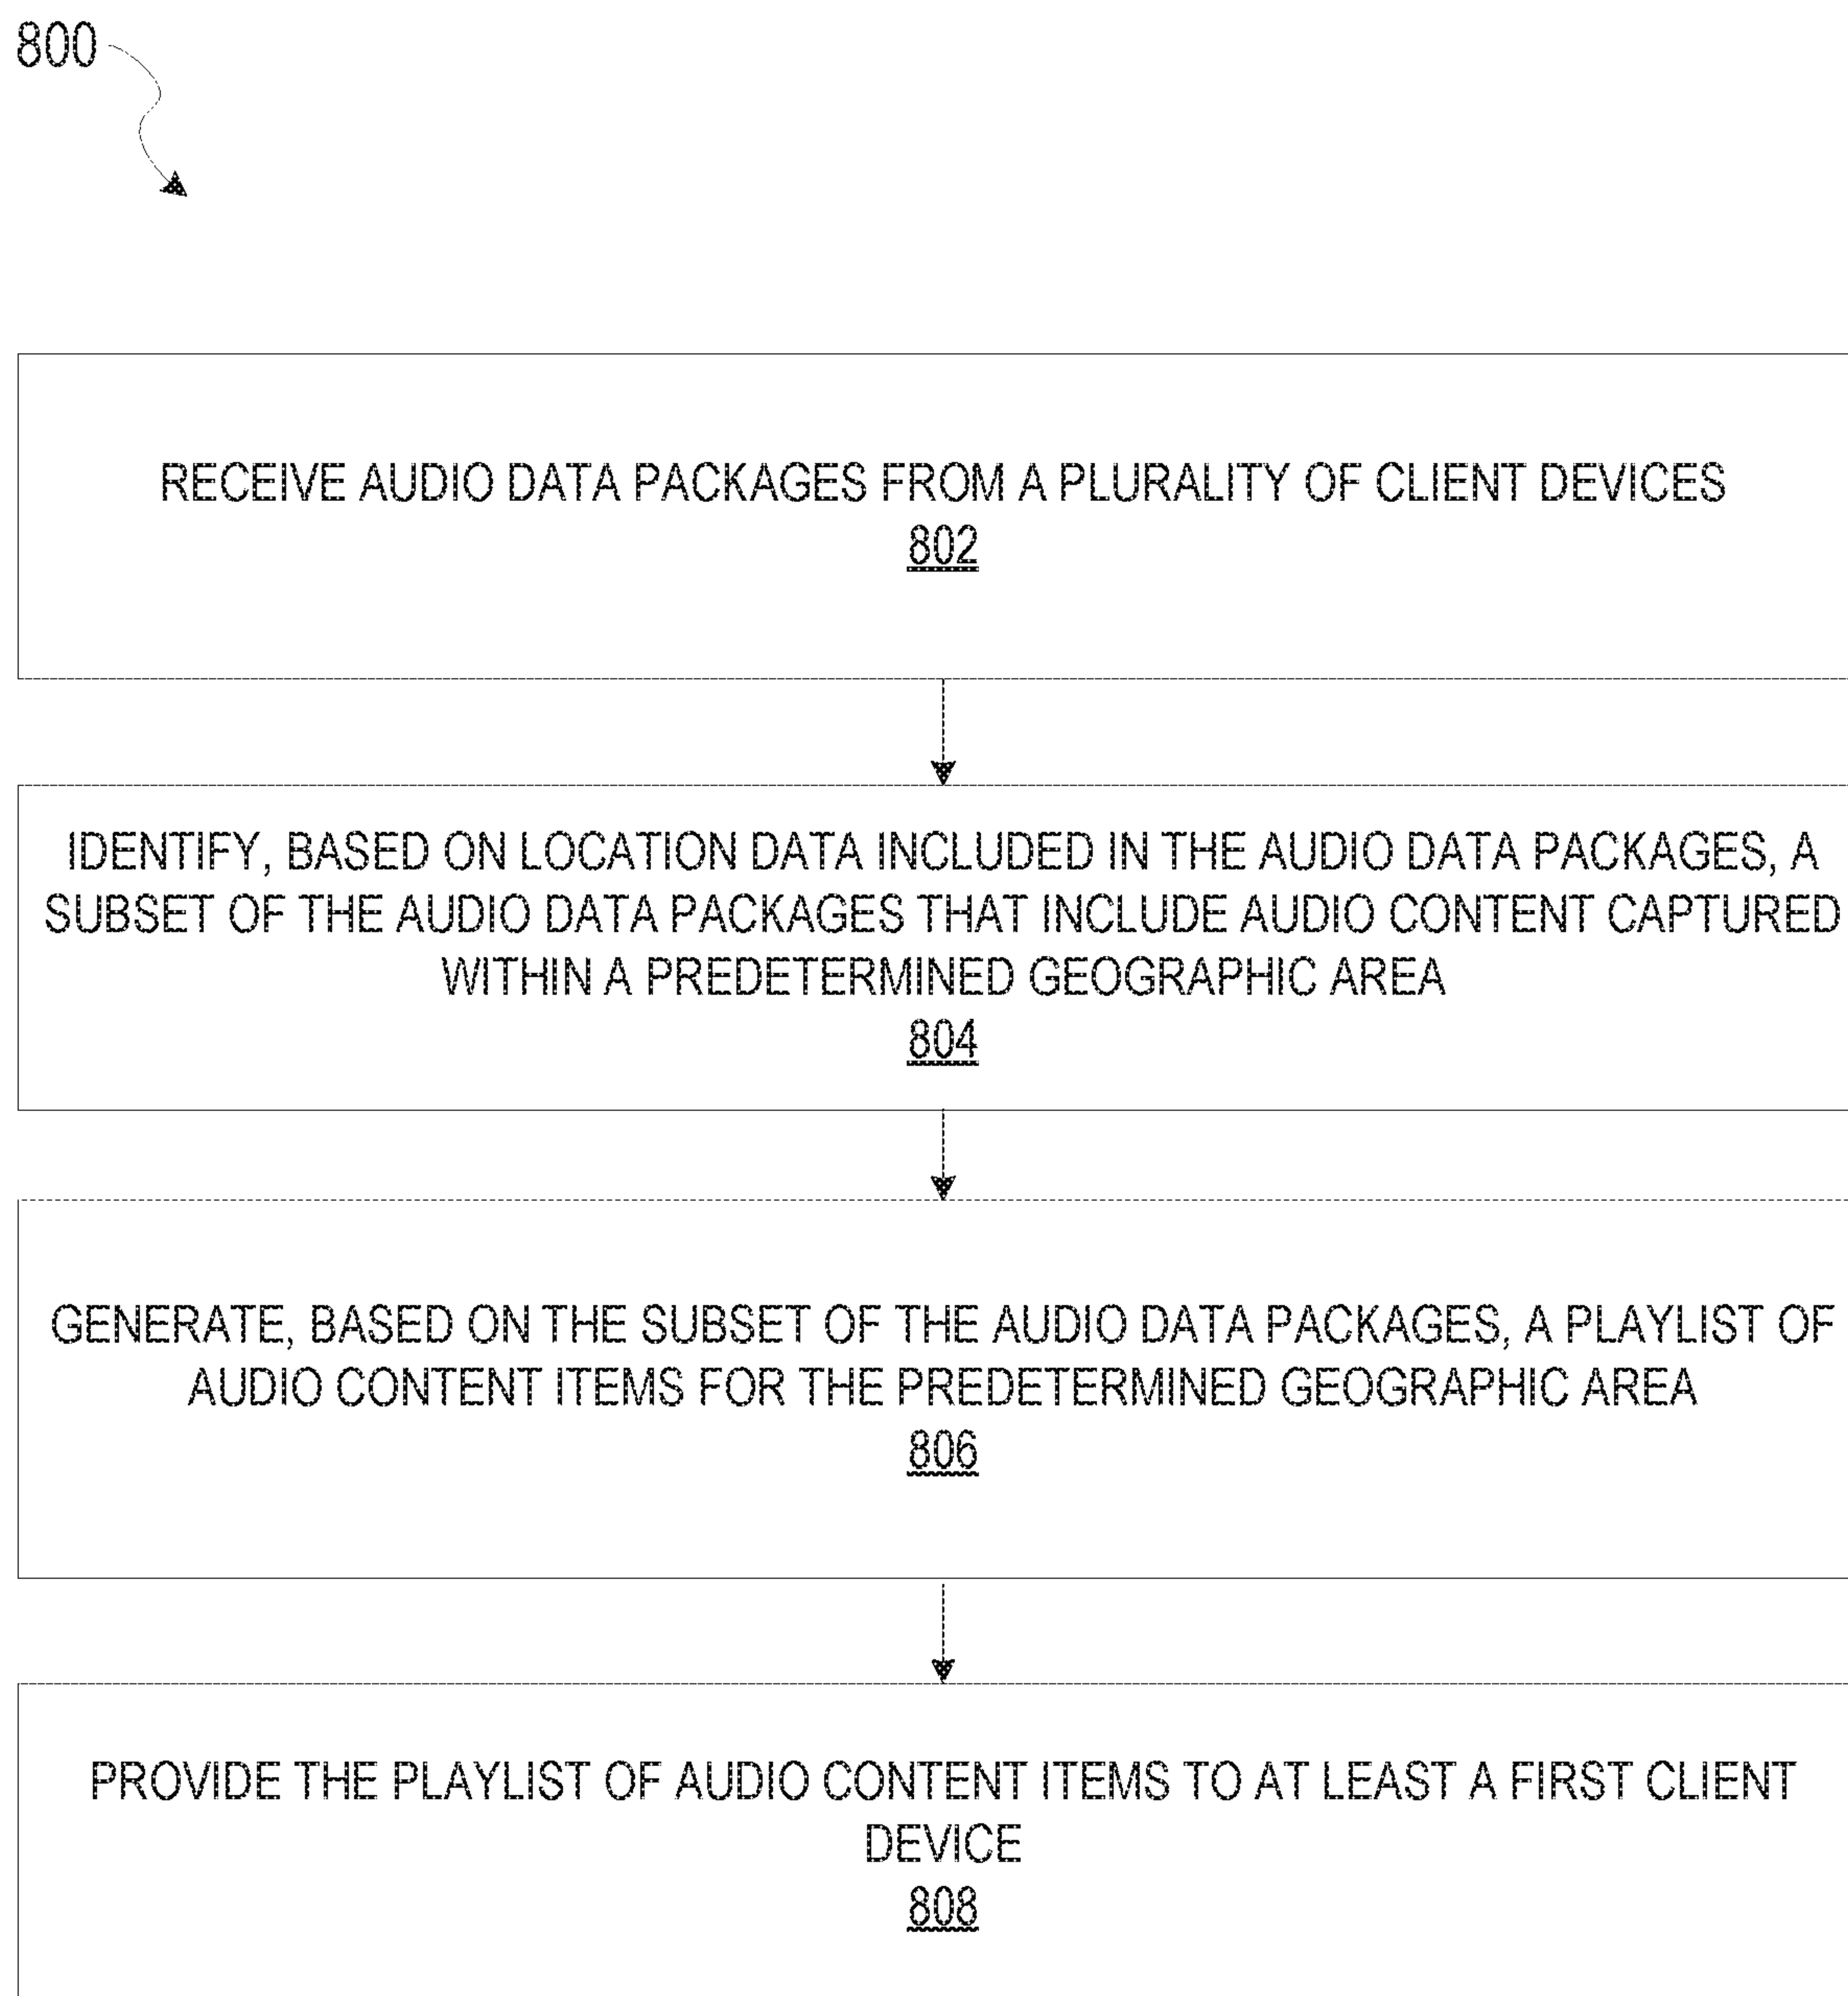 800
RECEIVE AUDIO DATA PACKAGES FROM A PLURALITY OF CLIENT DEVICES
802
IDENTIFY, BASED ON LOCATION DATA INCLUDED IN THE AUDIO DATA PACKAGES, A
SUBSET OF THE AUDIO DATA PACKAGES THAT INCLUDE AUDIO CONTENT CAPTURED
WITHIN A PREDETERMINED GEOGRAPHIC AREA
804
GENERATE, BASED ON THE SUBSET OF THE AUDIO DATA PACKAGES, A PLAYLIST OF
AUDIO CONTENT ITEMS FOR THE PREDETERMINED GEOGRAPHIC AREA
806
PROVIDE THE PLAYLIST OF AUDIO CONTENT ITEMS TO AT LEAST A FIRST CLIENT
DEVICE
808